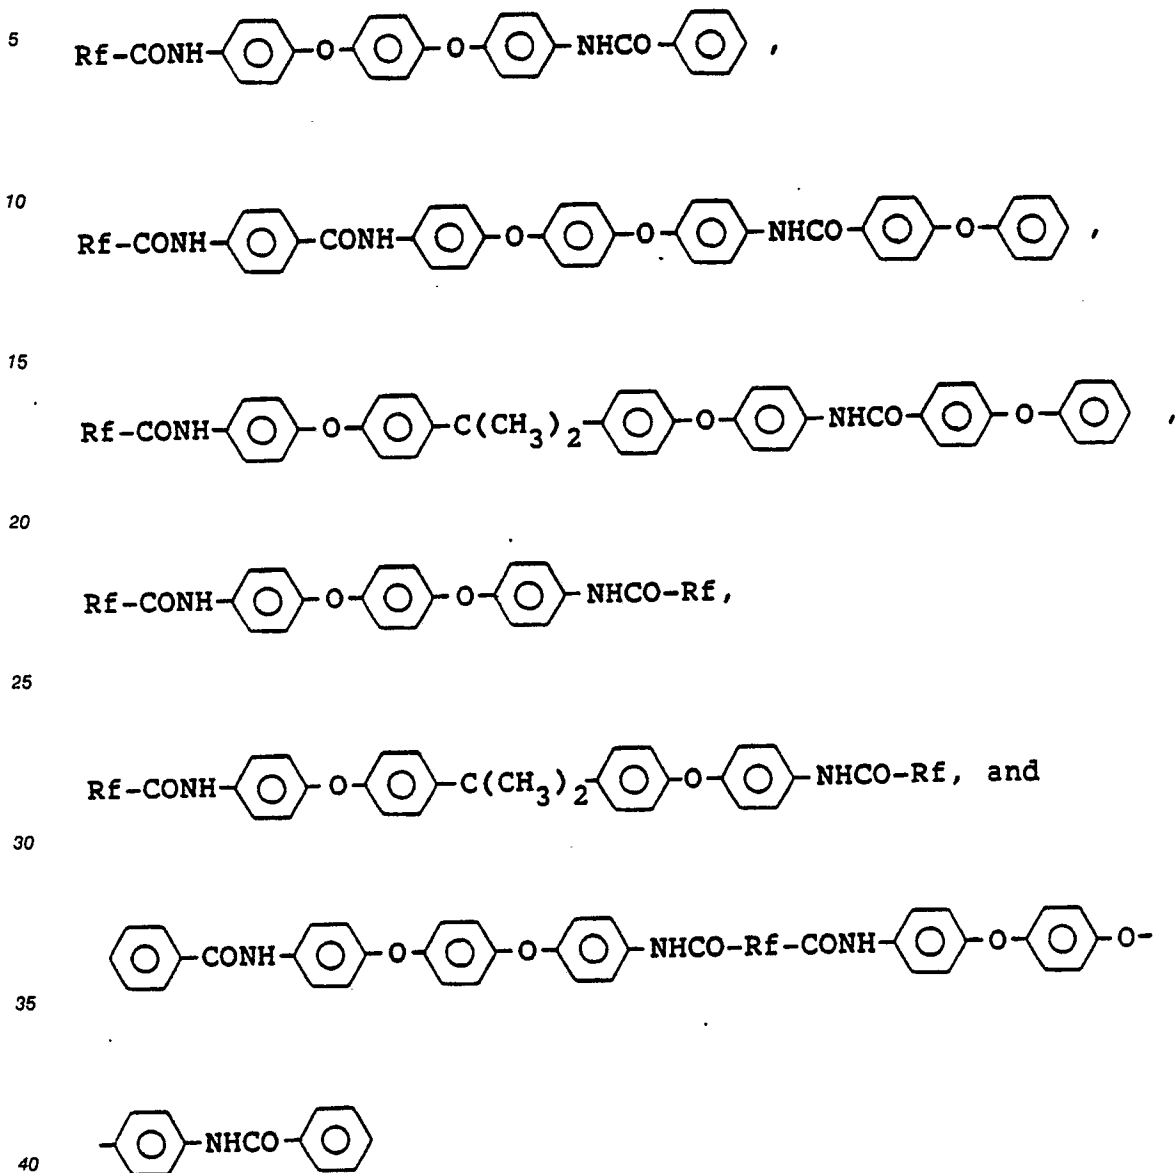 5
Rf-CONH- -O- -O- -NHCO- ,
10
Rf-CONH- -CONH- -O- -O- -NHCO- -O- ,
15
Rf-CONH- -O- -C(CH₃)₂- -O- -NHCO- -O- ,
20
Rf-CONH- -O- -O- -NHCO-Rf,
25
Rf-CONH- -O- -C(CH₃)₂- -O- -NHCO-Rf, and
30
-CONH- -O- -O- -NHCO-Rf-CONH- -O- -O-
35
- -NHCO-
40